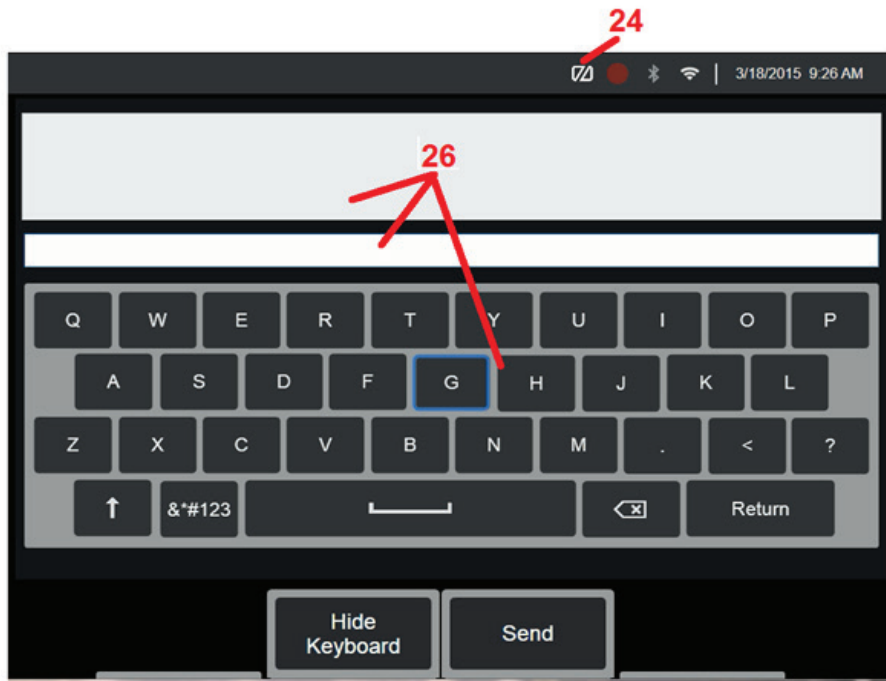 24
3/18/2015 9:26 AM
26
Q W E R T Y U I O P
A S D F G H J K L
Z X C V B N M . < ?
↑ &*#123 Return
Hide
Keyboard
Send